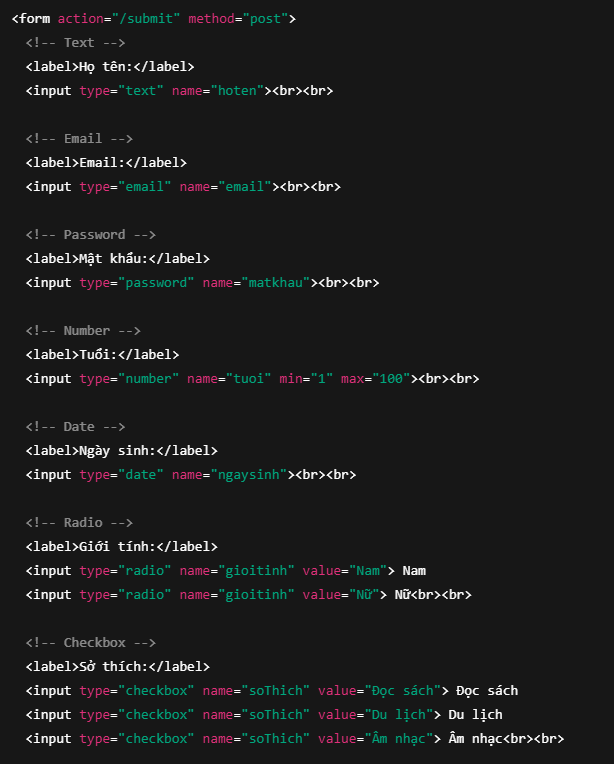 <form action="/submit" method="post">
<!-- Text -->
<label>Họ tên:</label>
<input type="text" name="hoten"><br><br>
<!-- Email -->
<label>Email:</label>
<input type="email" name="email"><br><br>
<!-- Password -->
<label>Mật khẩu:</label>
<input type="password" name="matkhau"><br><br>
<!-- Number -->
<label>Tuổi:</label>
<input type="number" name="tuoi" min="1" max="100"><br><br>
<!-- Date -->
<label>Ngày sinh:</label>
<input type="date" name="ngaysinh"><br><br>
<!-- Radio -->
<label>Giới tính:</label>
<input type="radio" name="gioitinh" value="Nam"> Nam
<input type="radio" name="gioitinh" value="Nữ"> Nữ<br><br>
<!-- Checkbox -->
<label>Sở thích:</label>
<input type="checkbox" name="soThich" value="Đọc sách"> Đọc sách
<input type="checkbox" name="soThich" value="Du lịch"> Du lịch
<input type="checkbox" name="soThich" value="Âm nhạc"> Âm nhạc<br><br>